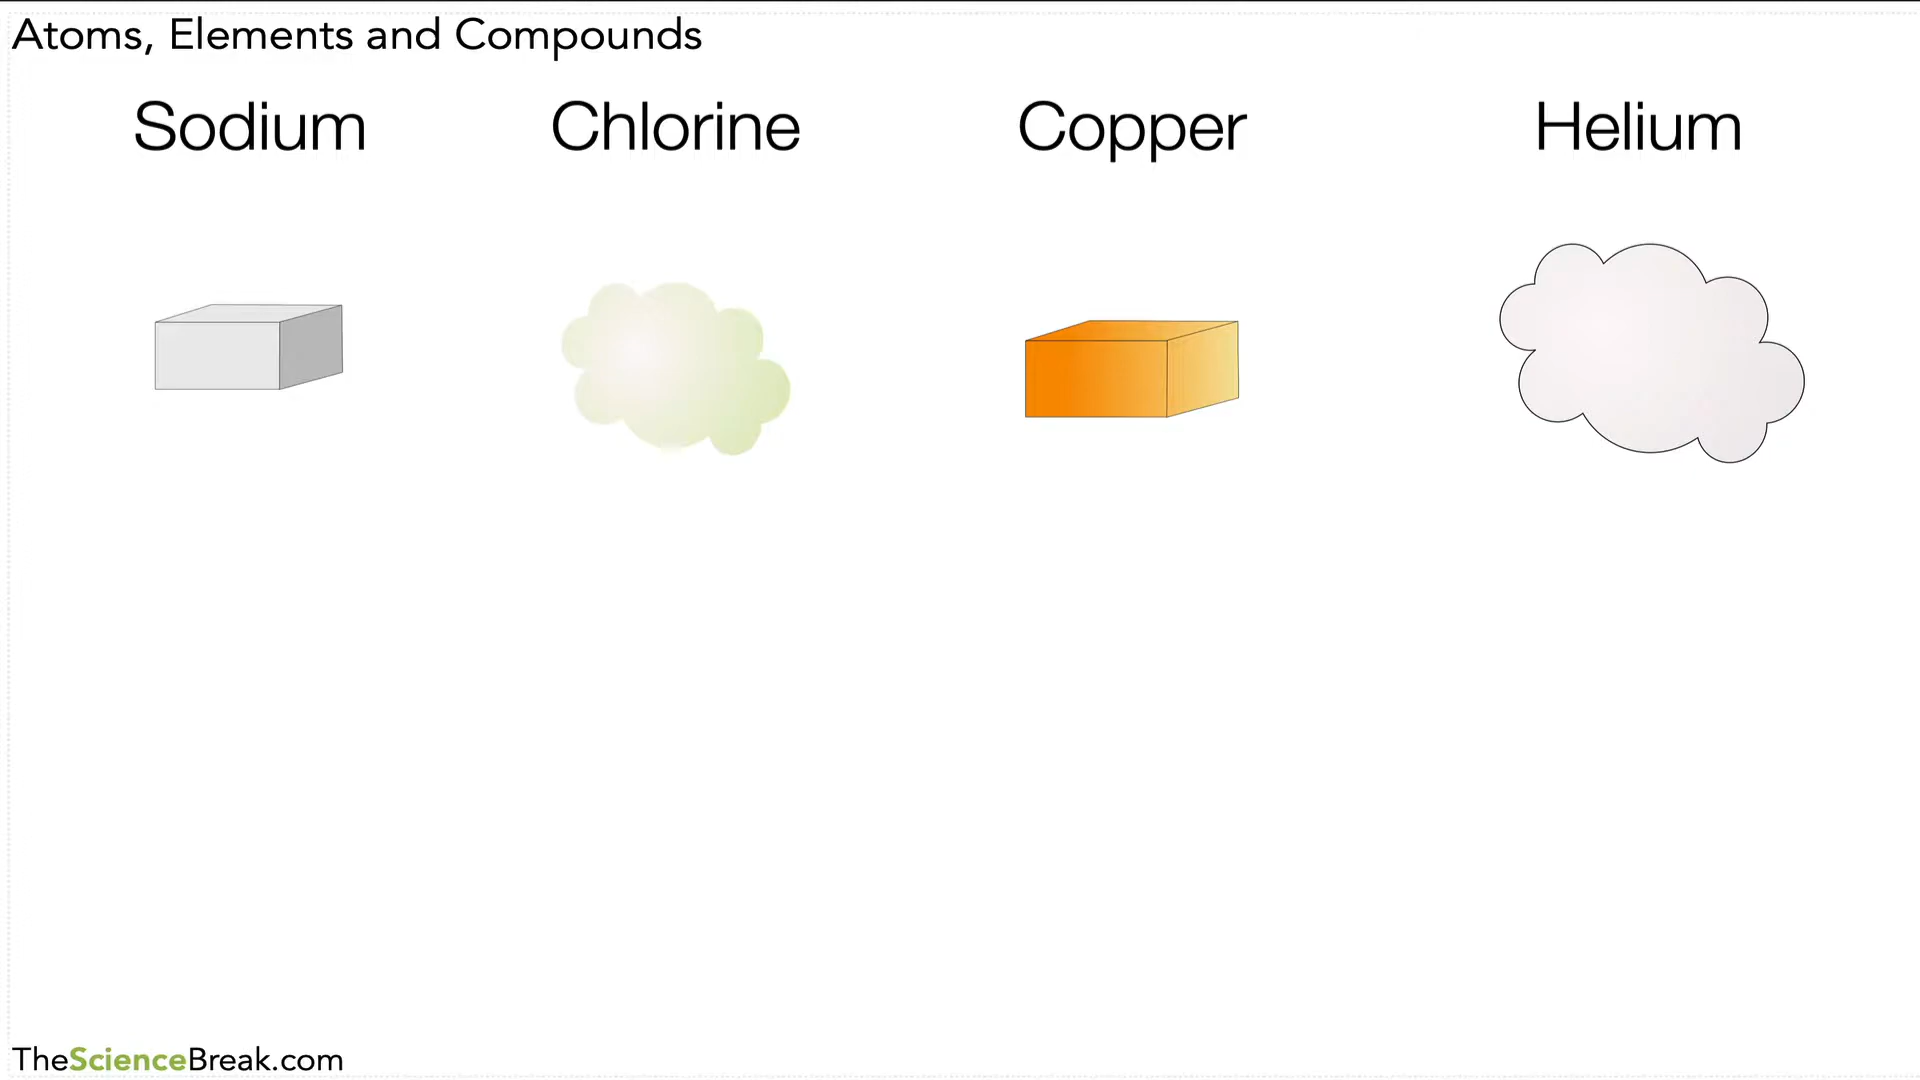 Atoms, Elements and Compounds
Sodium Chlorine Copper Helium
TheScienceBreak.com